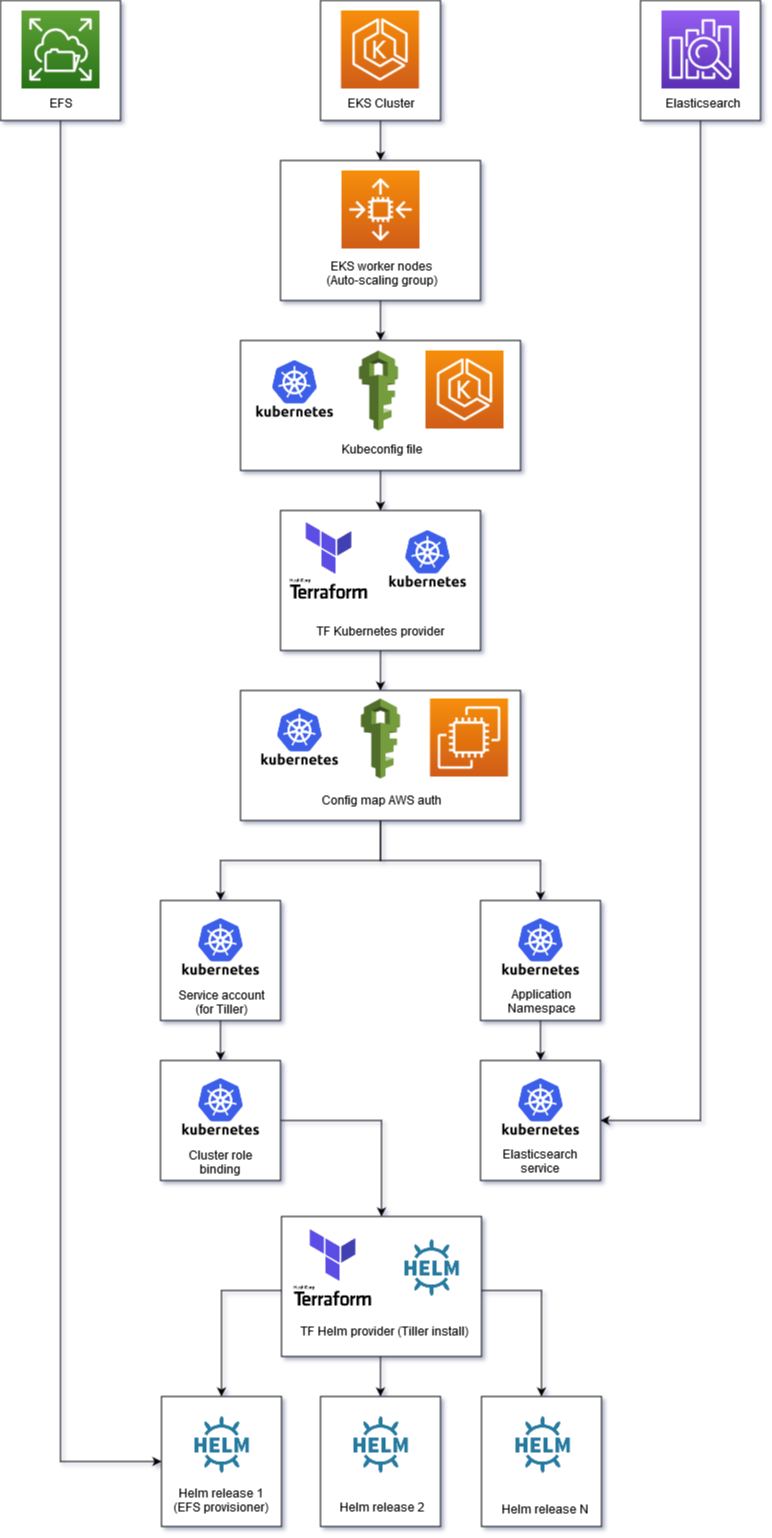 EFS
EKS Cluster
Elasticsearch
EKS worker nodes
(Auto-scaling group)
kubernetes
Kubeconfig file
HashiCorp
Terraform
kubernetes
TF Kubernetes provider
kubernetes
Config map AWS auth
kubernetes
Service account
(for Tiller)
kubernetes
Application
Namespace
kubernetes
Cluster role
binding
kubernetes
Elasticsearch
service
HashiCorp
Terraform
HELM
TF Helm provider (Tiller install)
HELM
Helm release 1
(EFS provisioner)
HELM
Helm release 2
HELM
Helm release N